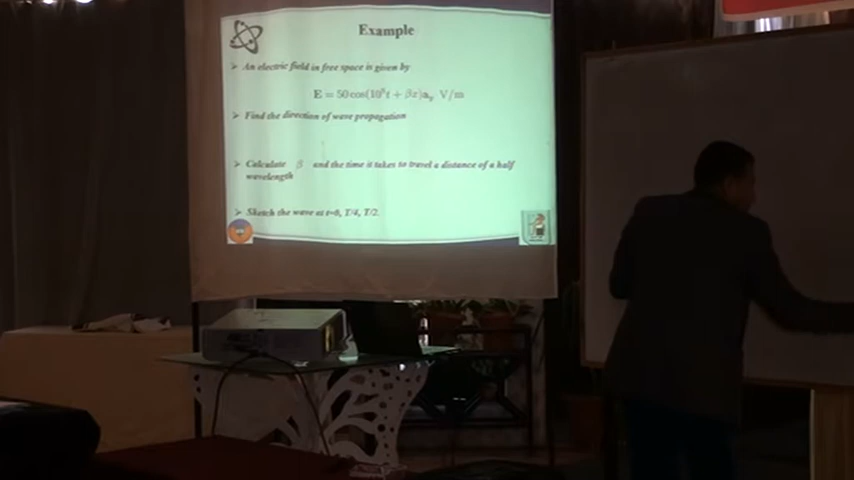 Example
➢ An electric field in free space is given by
E = 50 cos(10⁸t + βx)aᵧ V/m
➢ Find the direction of wave propagation
➢ Calculate β and the time it takes to travel a distance of a half
wavelength
➢ Sketch the wave at t=0, T/4, T/2.